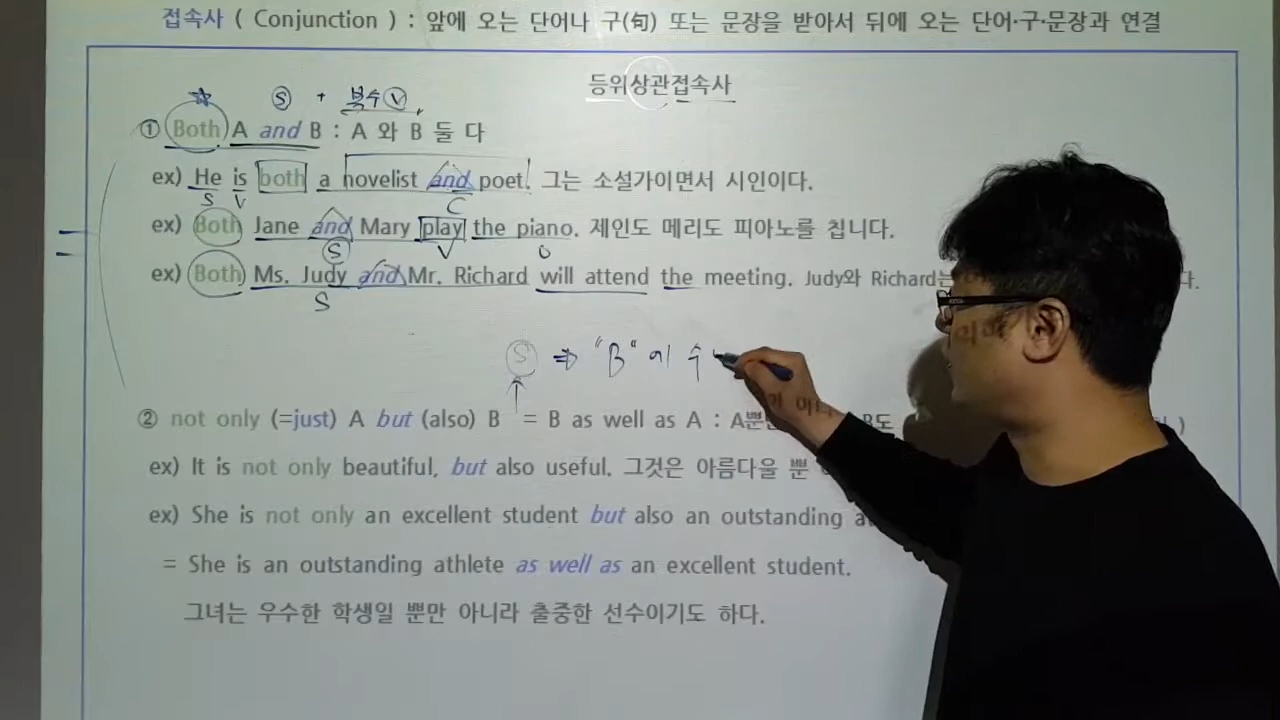 접속사 ( Conjunction ) : 앞에 오는 단어나 구(句) 또는 문장을 받아서 뒤에 오는 단어·구·문장과 연결
등위상관접속사
S + 복수 V
① Both A and B : A 와 B 둘 다
ex) He is both a novelist and poet. 그는 소설가이면서 시인이다.
S V C
ex) Both Jane and Mary play the piano. 제인도 메리도 피아노를 칩니다.
S V O
ex) Both Ms. Judy and Mr. Richard will attend the meeting. Judy와 Richard는 다.
S
S ⇒ "B" 에 수
② not only (=just) A but (also) B = B as well as A : A뿐만 B도 )
ex) It is not only beautiful, but also useful. 그것은 아름다울 뿐
ex) She is not only an excellent student but also an outstanding
= She is an outstanding athlete as well as an excellent student.
그녀는 우수한 학생일 뿐만 아니라 출중한 선수이기도 하다.